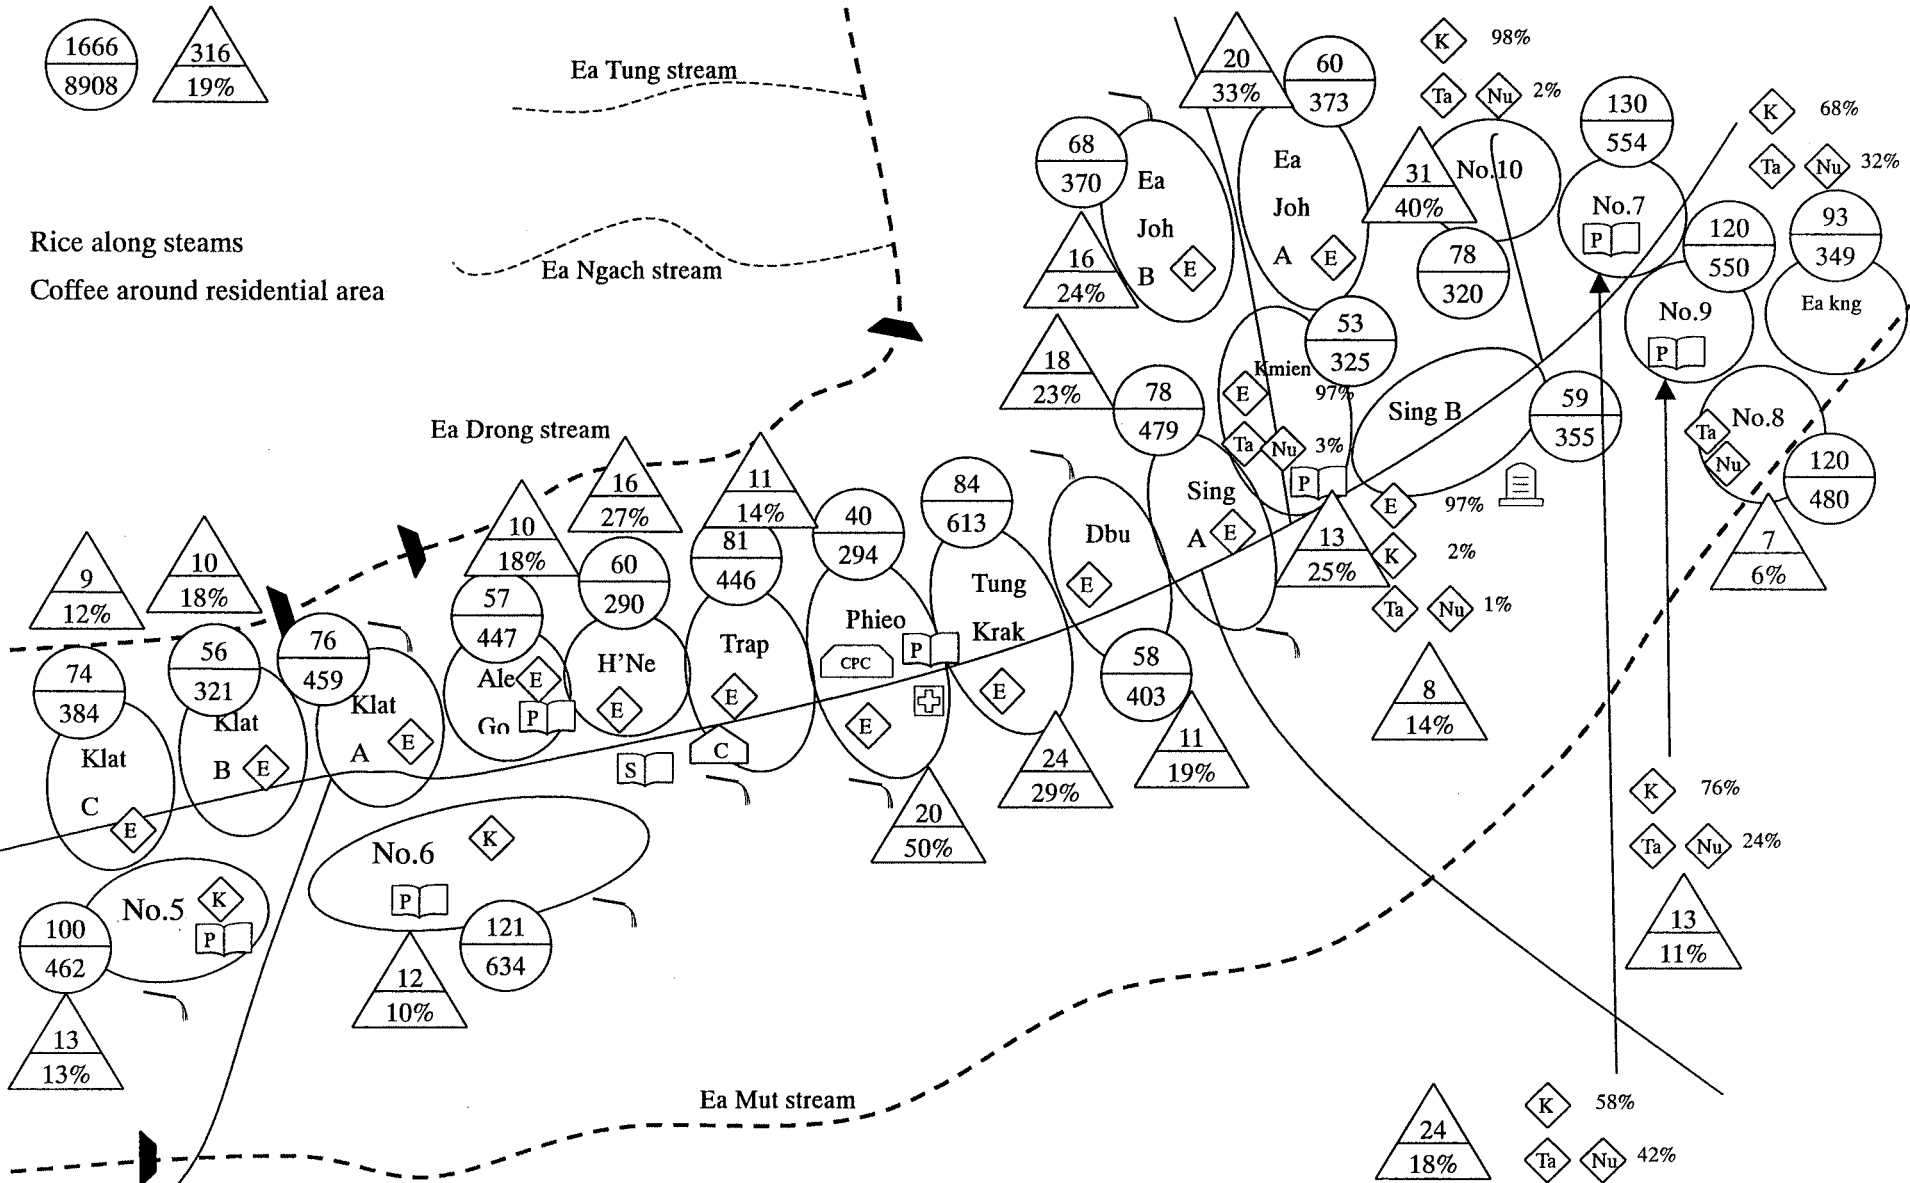 1666
8908
316
19%
Ea Tung stream
Rice along steams
Coffee around residential area
Ea Ngach stream
Ea Drong stream
20
33%
60
373
K 98%
Ta Nu 2%
130
554
K 68%
Ta Nu 32%
68
370
Ea
Joh
B E
16
24%
Ea
Joh
A E
31
40%
No.10
78
320
No.7
P
120
550
93
349
No.9
P
Ea kng
18
23%
78
479
53
325
Kmien
E 97%
Ta Nu 3%
P
Sing B
59
355
No.8
Ta
Nu
120
480
7
6%
Sing
A E
13
25%
E 97%
K 2%
Ta Nu 1%
8
14%
9
12%
10
18%
10
18%
16
27%
11
14%
40
294
84
613
Dbu
E
58
403
11
19%
74
384
Klat
C E
56
321
Klat
B E
76
459
Klat
A E
57
447
Ale E
Go P
60
290
H'Ne
E
S
81
446
Trap
E
C
Phieo
CPC
P
E
20
50%
Tung
Krak
E
24
29%
No.5 K
P
100
462
13
13%
No.6 K
P
121
634
12
10%
K 76%
Ta Nu 24%
13
11%
Ea Mut stream
24
18%
K 58%
Ta Nu 42%